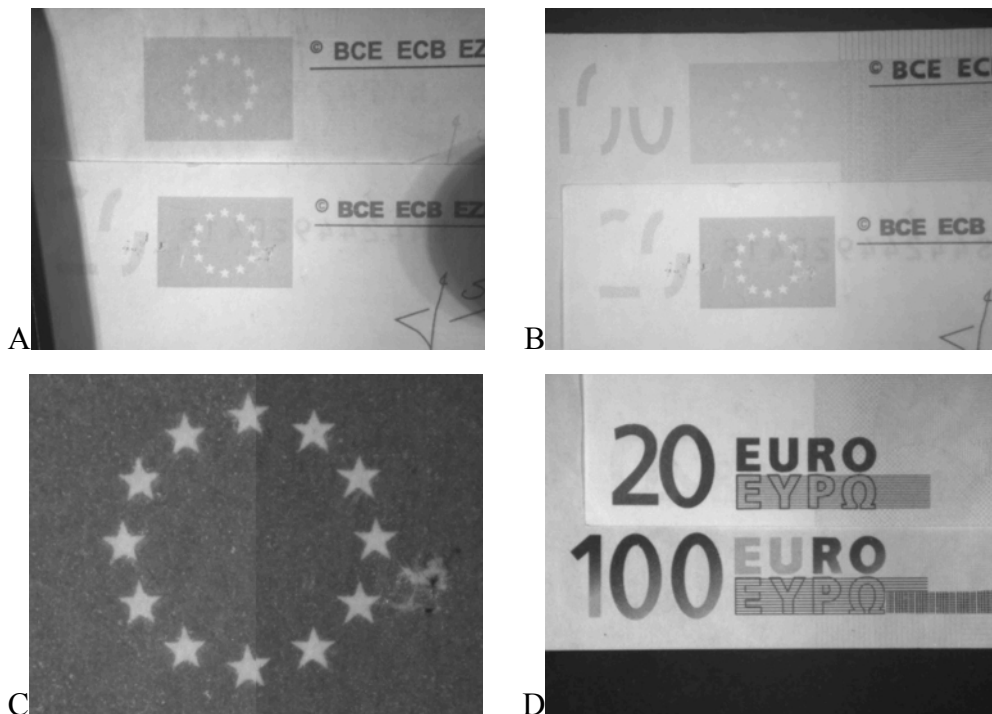 © BCE ECB EZ
© BCE ECB EZ
A
© BCE EC
© BCE ECB
B
C
20 EURO
ΕΥΡΩ
100 EURO
ΕΥΡΩ
D